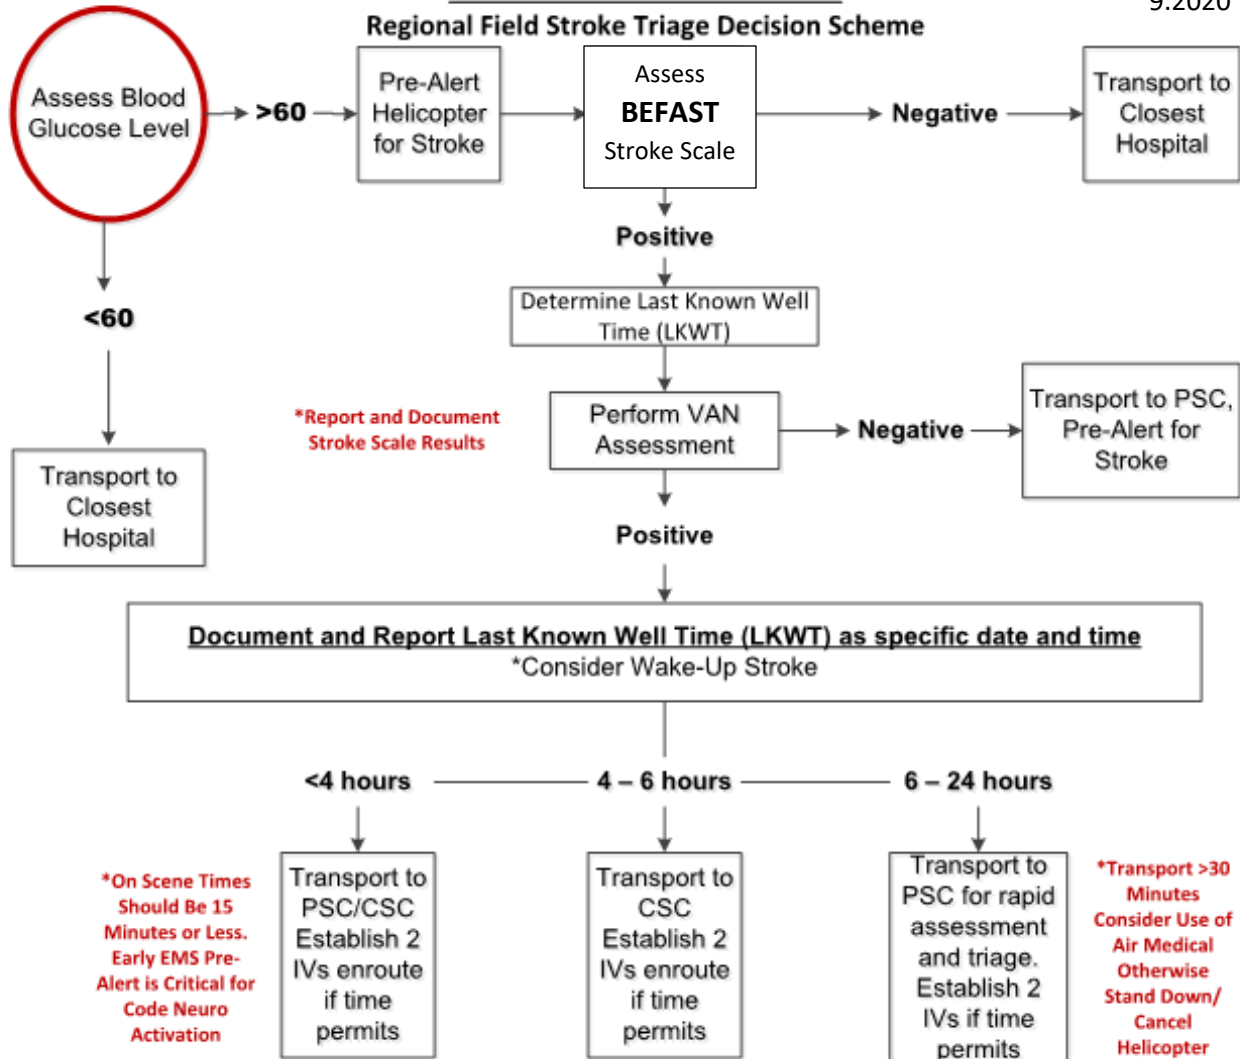 9.2020
Regional Field Stroke Triage Decision Scheme
Assess Blood
Glucose Level
>60
Pre-Alert
Helicopter
for Stroke
Assess
BEFAST
Stroke Scale
Negative
Transport to
Closest
Hospital
Positive
<60
Determine Last Known Well
Time (LKWT)
*Report and Document
Stroke Scale Results
Perform VAN
Assessment
Negative
Transport to PSC,
Pre-Alert for
Stroke
Transport to
Closest
Hospital
Positive
Document and Report Last Known Well Time (LKWT) as specific date and time
*Consider Wake-Up Stroke
<4 hours
4 – 6 hours
6 – 24 hours
*On Scene Times
Should Be 15
Minutes or Less.
Early EMS Pre-
Alert is Critical for
Code Neuro
Activation
Transport to
PSC/CSC
Establish 2
IVs enroute
if time
permits
Transport to
CSC
Establish 2
IVs enroute
if time
permits
Transport to
PSC for rapid
assessment
and triage.
Establish 2
IVs if time
permits
*Transport >30
Minutes
Consider Use of
Air Medical
Otherwise
Stand Down/
Cancel
Helicopter